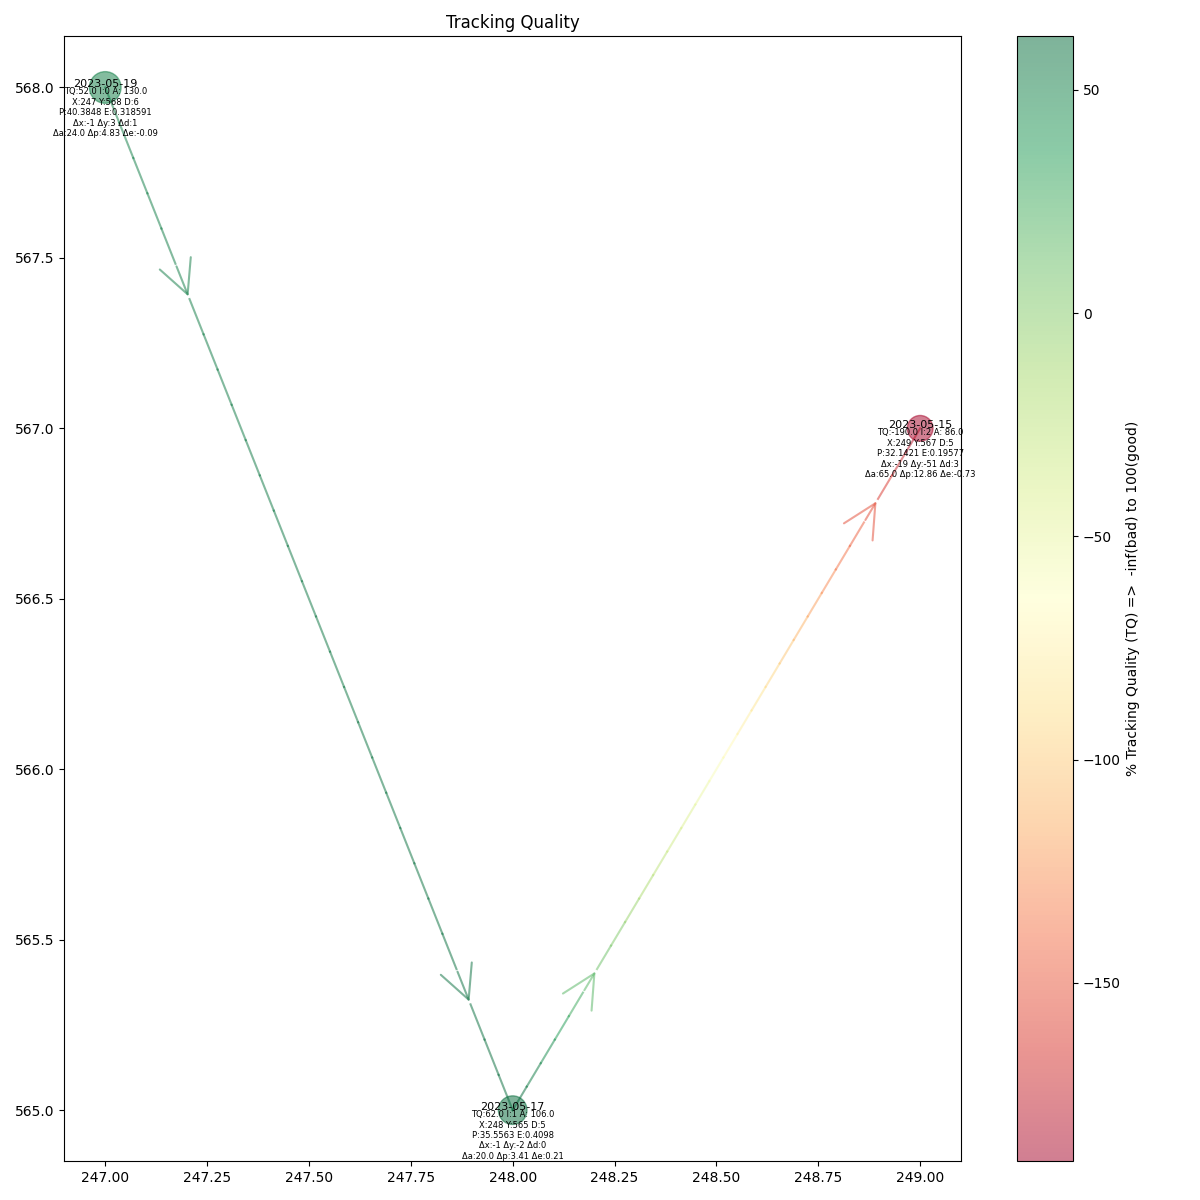 Tracking Quality
568.0
567.5
567.0
566.5
566.0
565.5
565.0
247.00
247.25
247.50
247.75
248.00
248.25
248.50
248.75
249.00
2023-05-19
TQ:52.0 I:0 A: 130.0
X:247 Y:568 D:6
P:40.3848 E:0.318591
Δx:-1 Δy:3 Δd:1
Δa:24.0 Δp:4.83 Δe:-0.09
2023-05-15
TQ:-190.0 I:2 A: 86.0
X:249 Y:567 D:5
P:32.1421 E:0.19577
Δx:-19 Δy:-51 Δd:3
Δa:65.0 Δp:12.86 Δe:-0.73
2023-05-17
TQ:62.0 I:1 A: 106.0
X:248 Y:565 D:5
P:35.5563 E:0.4098
Δx:-1 Δy:-2 Δd:0
Δa:20.0 Δp:3.41 Δe:0.21
50
0
−50
−100
−150
% Tracking Quality (TQ) => -inf(bad) to 100(good)